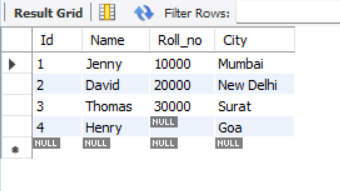 Result Grid Filter Rows:
Id Name Roll_no City
1 Jenny 10000 Mumbai
2 David 20000 New Delhi
3 Thomas 30000 Surat
4 Henry NULL Goa
NULL NULL NULL NULL